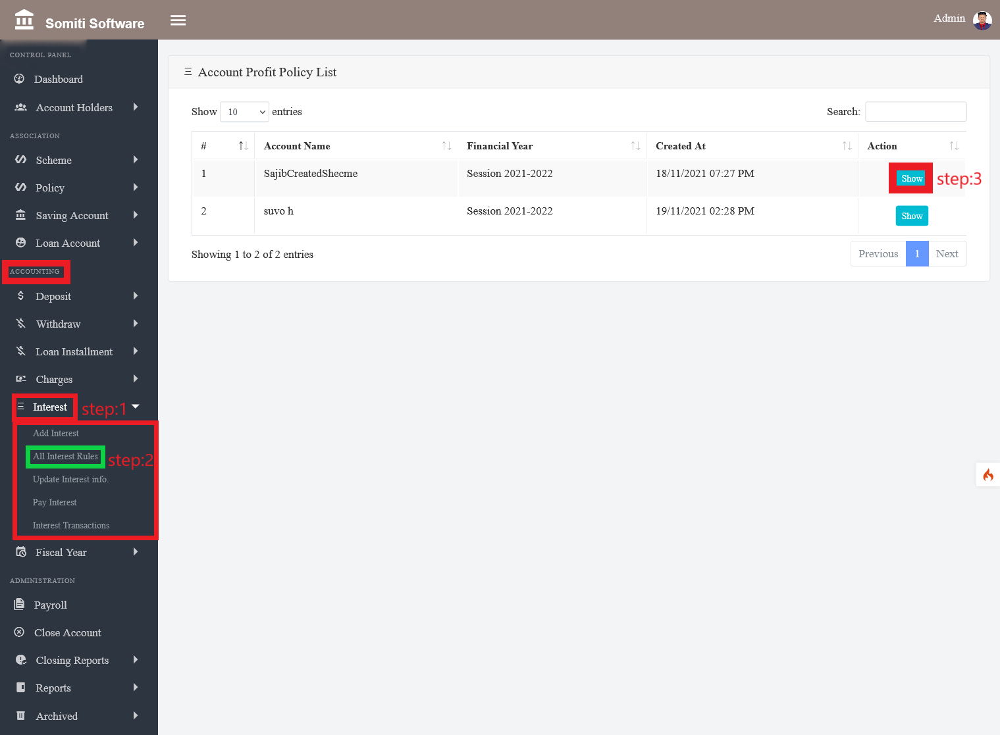 Somiti Software
Admin
CONTROL PANEL
Dashboard
Account Holders
ASSOCIATION
Scheme
Policy
Saving Account
Loan Account
ACCOUNTING
Deposit
Withdraw
Loan Installment
Charges
Interest step:1
Add Interest
All Interest Rules step:2
Update Interest info.
Pay Interest
Interest Transactions
Fiscal Year
ADMINISTRATION
Payroll
Close Account
Closing Reports
Reports
Archived
Account Profit Policy List
Show 10 entries Search:
# Account Name Financial Year Created At Action
1 SajibCreatedShecme Session 2021-2022 18/11/2021 07:27 PM Show step:3
2 suvo h Session 2021-2022 19/11/2021 02:28 PM Show
Showing 1 to 2 of 2 entries Previous 1 Next